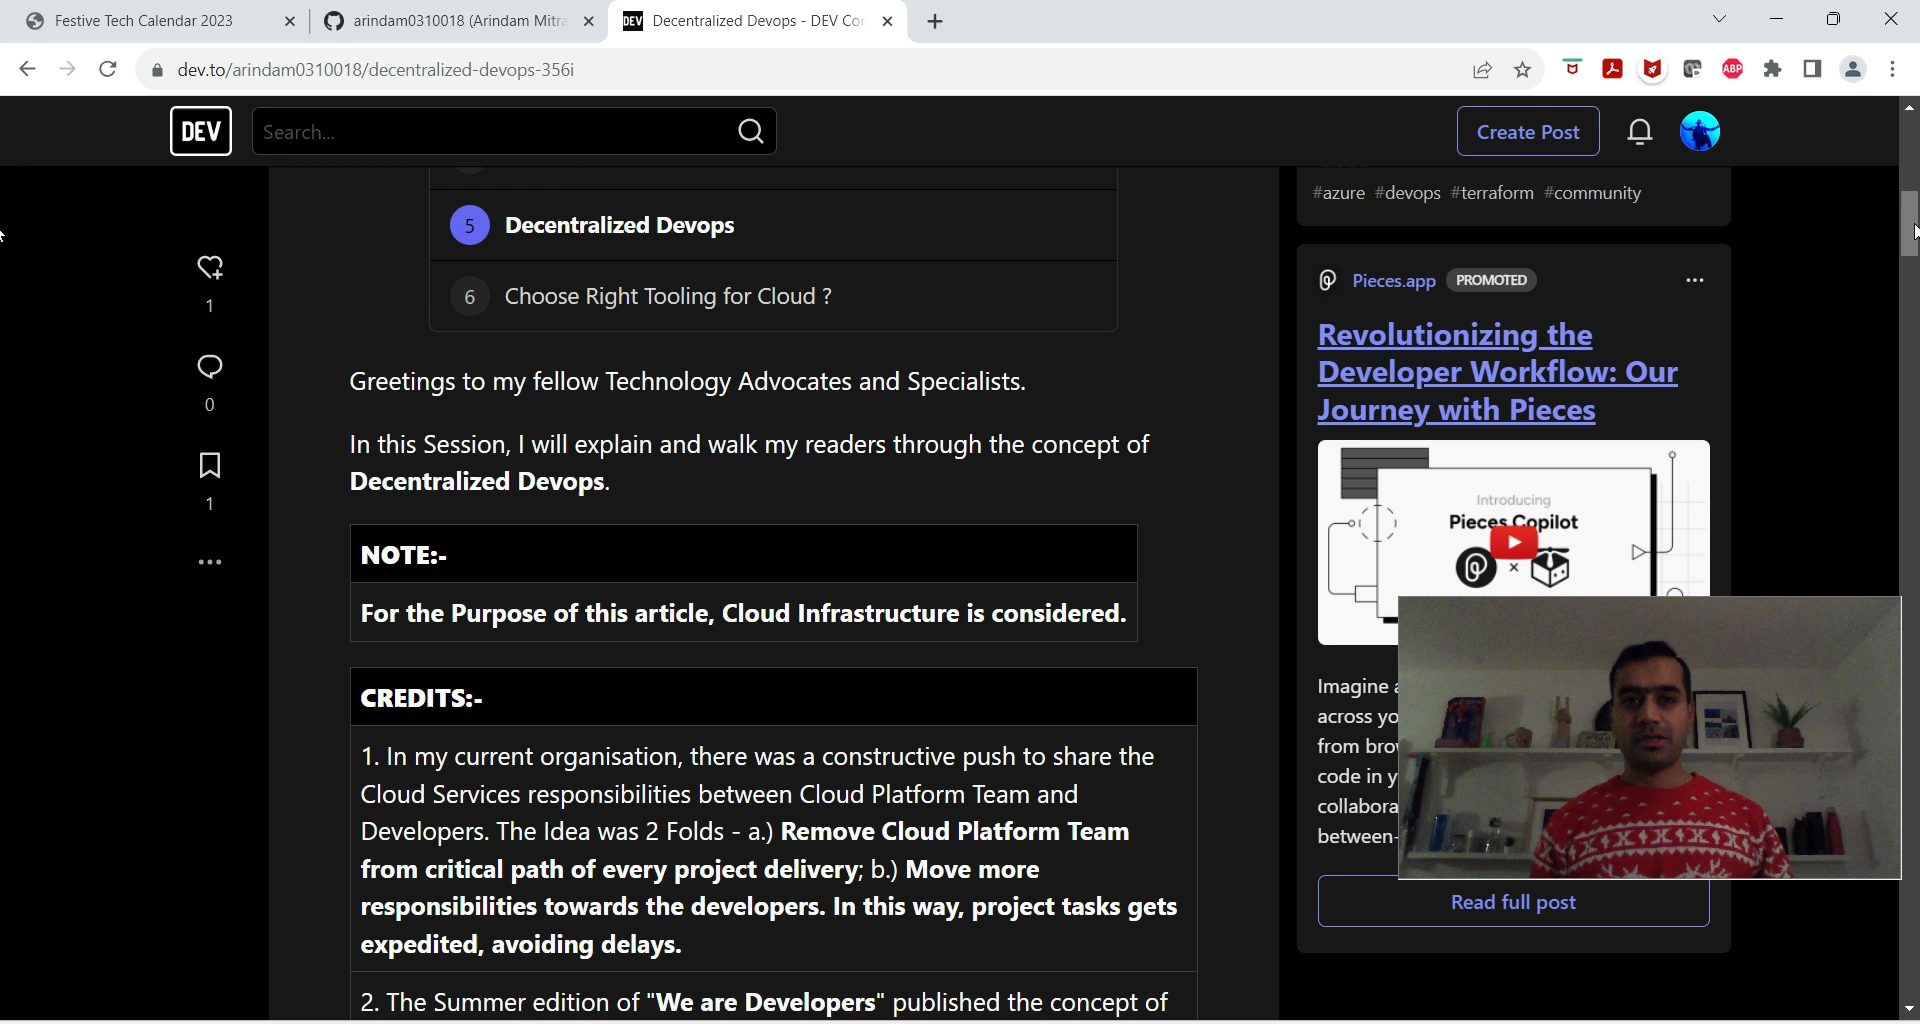 Festive Tech Calendar 2023
arindam0310018 (Arindam Mitra
DEV Decentralized Devops - DEV Co
dev.to/arindam0310018/decentralized-devops-356i
ABP
DEV
Search...
Create Post
5 Decentralized Devops
6 Choose Right Tooling for Cloud ?
1
0
1
Greetings to my fellow Technology Advocates and Specialists.
In this Session, I will explain and walk my readers through the concept of
Decentralized Devops.
NOTE:-
For the Purpose of this article, Cloud Infrastructure is considered.
CREDITS:-
1. In my current organisation, there was a constructive push to share the
Cloud Services responsibilities between Cloud Platform Team and
Developers. The Idea was 2 Folds - a.) Remove Cloud Platform Team
from critical path of every project delivery; b.) Move more
responsibilities towards the developers. In this way, project tasks gets
expedited, avoiding delays.
2. The Summer edition of "We are Developers" published the concept of
#azure #devops #terraform #community
Pieces.app PROMOTED
Revolutionizing the
Developer Workflow: Our
Journey with Pieces
Introducing
Pieces Copilot
×
Imagine
across yo
from bro
code in y
collabora
between-
Read full post